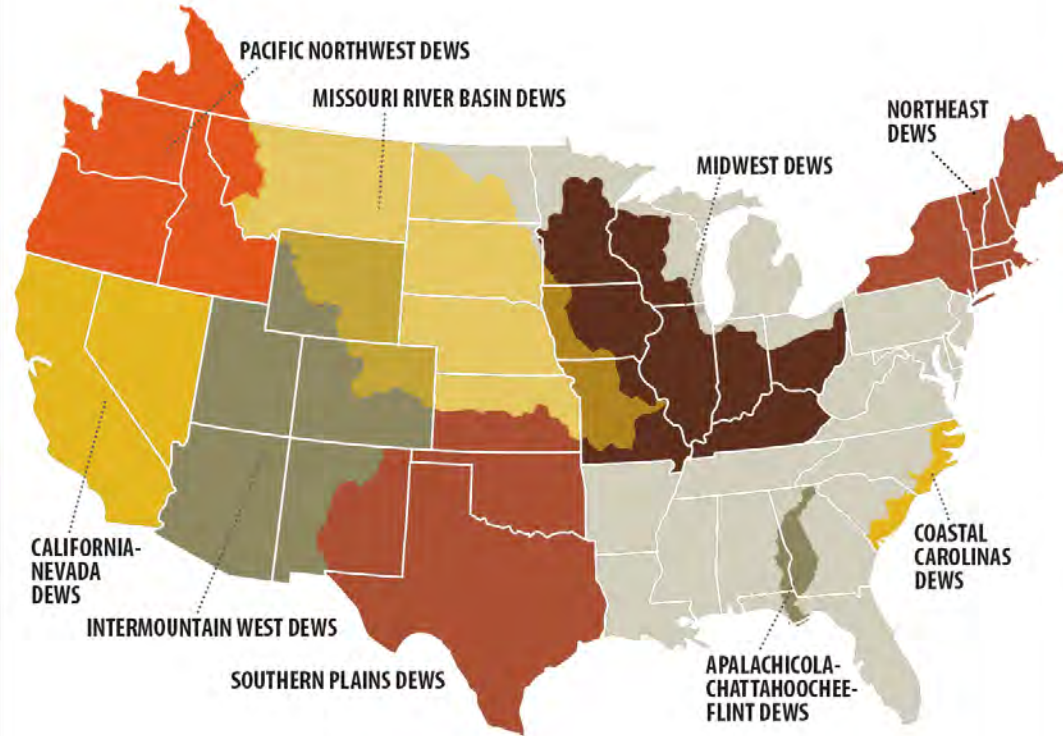 PACIFIC NORTHWEST DEWS
MISSOURI RIVER BASIN DEWS
NORTHEAST
DEWS
MIDWEST DEWS
CALIFORNIA-
NEVADA
DEWS
INTERMOUNTAIN WEST DEWS
SOUTHERN PLAINS DEWS
APALACHICOLA-
CHATTAHOOCHEE-
FLINT DEWS
COASTAL
CAROLINAS
DEWS